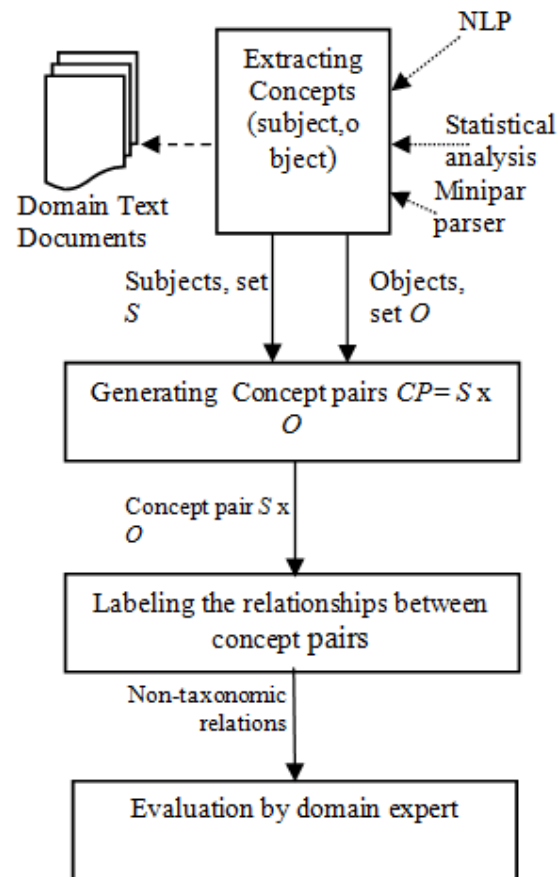 NLP
Extracting
Concepts
(subject,o
bject)
Statistical
analysis
Minipar
parser
Domain Text
Documents
Subjects, set
S
Objects,
set O
Generating Concept pairs CP= S x
O
Concept pair S x
O
Labeling the relationships between
concept pairs
Non-taxonomic
relations
Evaluation by domain expert